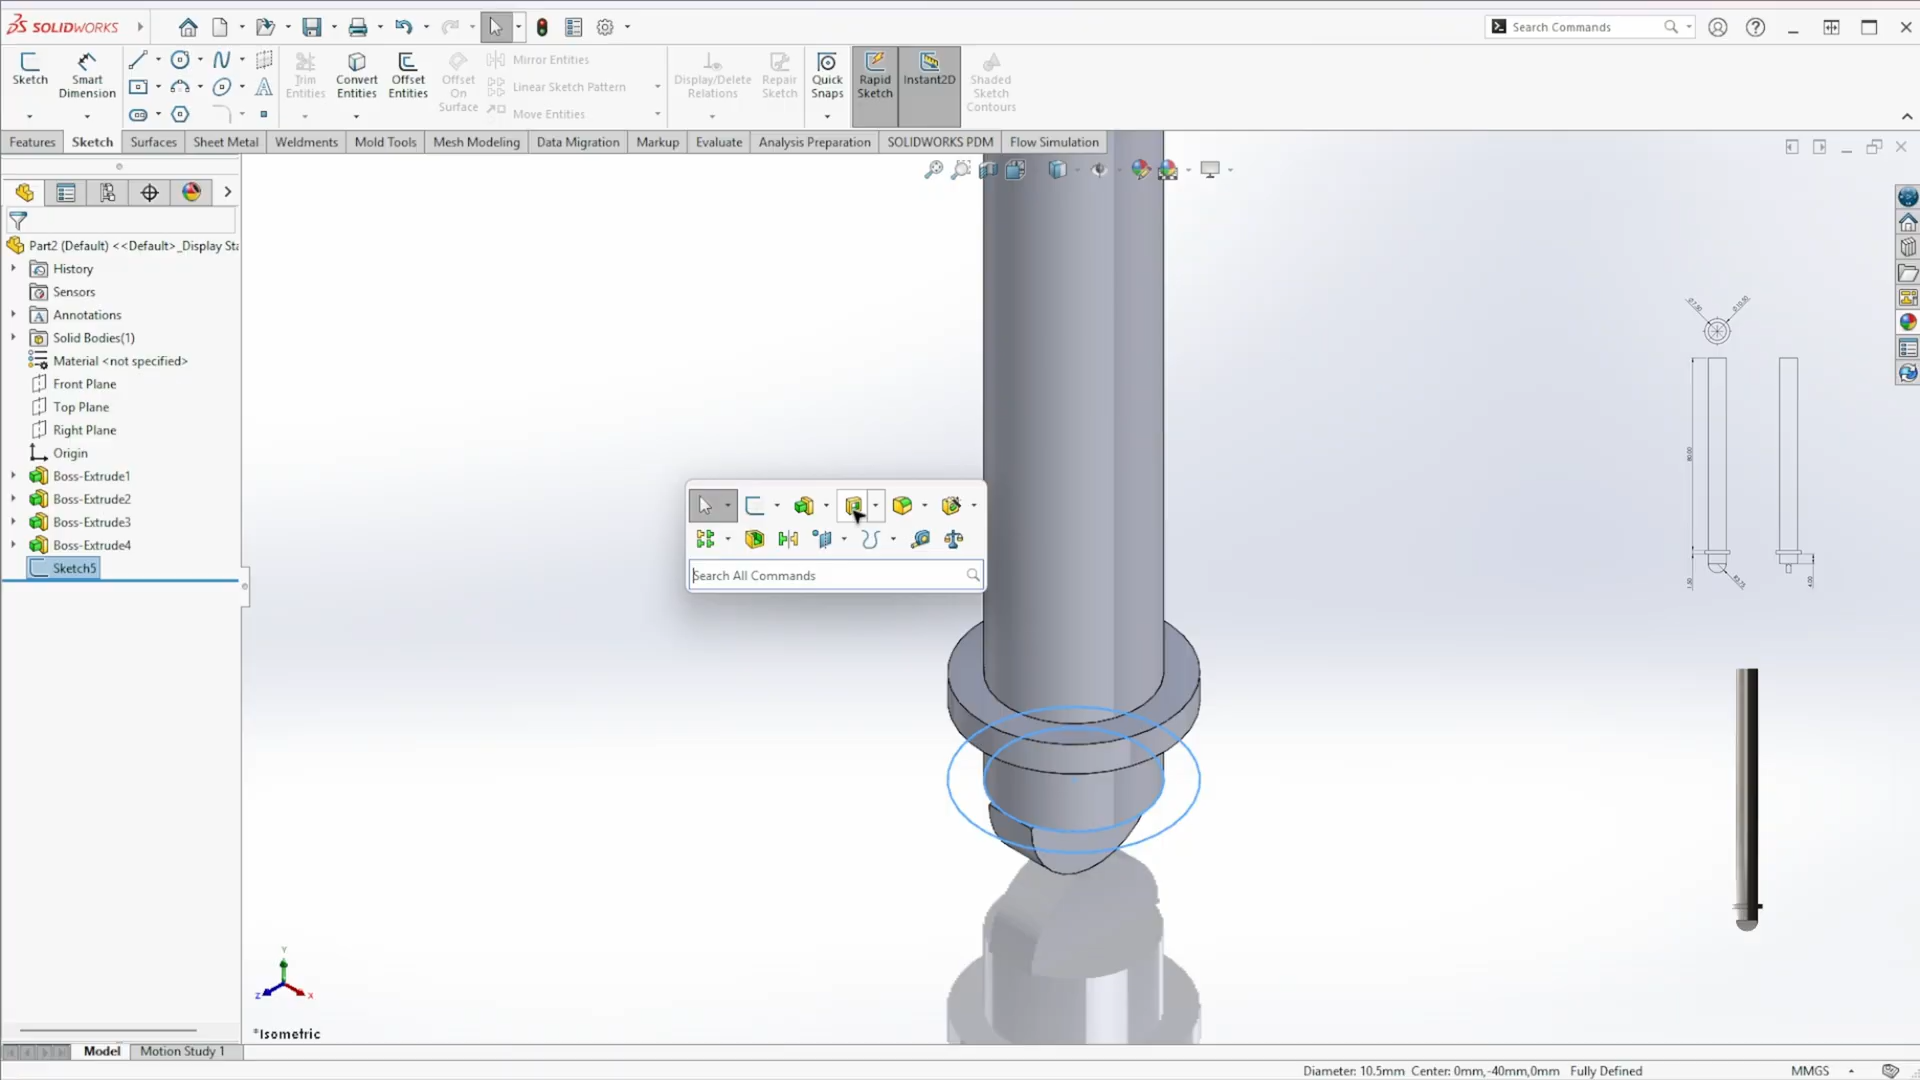 SOLIDWORKS
Search Commands
Sketch
Smart Dimension
Trim Entities
Convert Entities
Offset Entities
Offset On Surface
Mirror Entities
Linear Sketch Pattern
Move Entities
Display/Delete Relations
Repair Sketch
Quick Snaps
Rapid Sketch
Instant2D
Shaded Sketch Contours
Features
Sketch
Surfaces
Sheet Metal
Weldments
Mold Tools
Mesh Modeling
Data Migration
Markup
Evaluate
Analysis Preparation
SOLIDWORKS PDM
Flow Simulation
Part2 (Default) <<Default>_Display Sta
History
Sensors
Annotations
Solid Bodies(1)
Material <not specified>
Front Plane
Top Plane
Right Plane
Origin
Boss-Extrude1
Boss-Extrude2
Boss-Extrude3
Boss-Extrude4
Sketch5
Search All Commands
80.00
4.00
Y
Z
X
*Isometric
Model
Motion Study 1
Diameter: 10.5mm Center: 0mm,-40mm,0mm
Fully Defined
MMGS